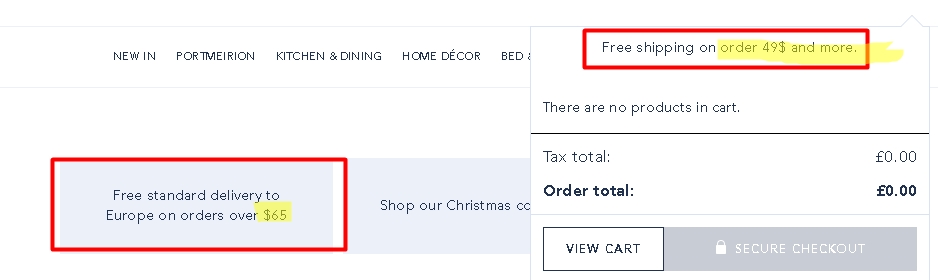 Free shipping on order 49$ and more.
NEW IN PORTMEIRION KITCHEN & DINING HOME DÉCOR BED &
There are no products in cart.
Tax total: £0.00
Order total: £0.00
Free standard delivery to
Europe on orders over $65
Shop our Christmas co
VIEW CART SECURE CHECKOUT